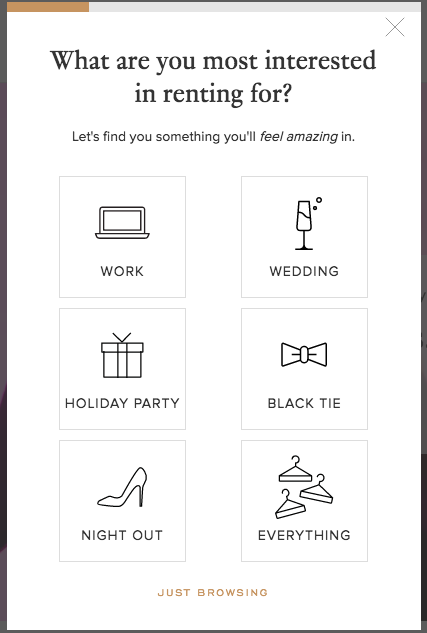 What are you most interested
in renting for?
Let's find you something you'll feel amazing in.
WORK
WEDDING
HOLIDAY PARTY
BLACK TIE
NIGHT OUT
EVERYTHING
JUST BROWSING